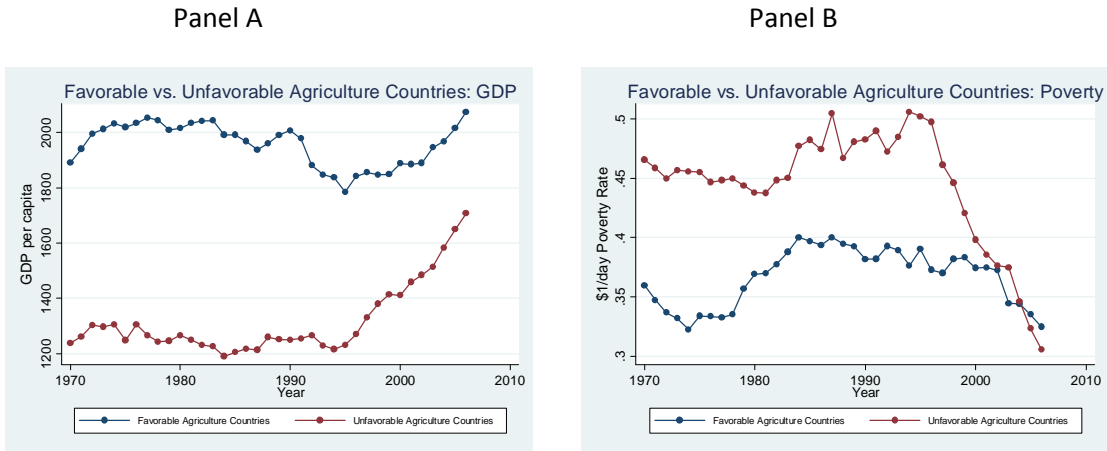 Panel A
Panel B
Favorable vs. Unfavorable Agriculture Countries: GDP
GDP per capita
2000
1800
1600
1400
1200
1970
1980
1990
2000
2010
Year
Favorable Agriculture Countries
Unfavorable Agriculture Countries
Favorable vs. Unfavorable Agriculture Countries: Poverty
$1/day Poverty Rate
.5
.45
.4
.35
.3
1970
1980
1990
2000
2010
Year
Favorable Agriculture Countries
Unfavorable Agriculture Countries